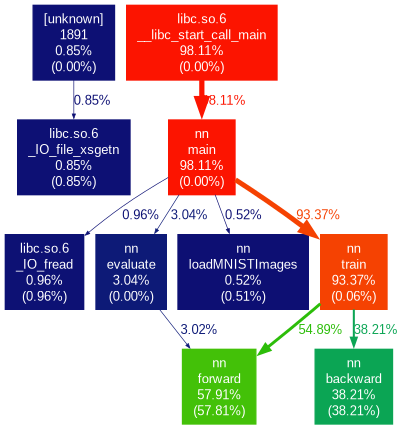 [unknown]
1891
0.85%
(0.00%)
libc.so.6
__libc_start_call_main
98.11%
(0.00%)
0.85%
8.11%
libc.so.6
_IO_file_xsgetn
0.85%
(0.85%)
nn
main
98.11%
(0.00%)
0.96%
3.04%
0.52%
93.37%
libc.so.6
_IO_fread
0.96%
(0.96%)
nn
evaluate
3.04%
(0.00%)
nn
loadMNISTImages
0.52%
(0.51%)
nn
train
93.37%
(0.06%)
3.02%
54.89%
38.21%
nn
forward
57.91%
(57.81%)
nn
backward
38.21%
(38.21%)